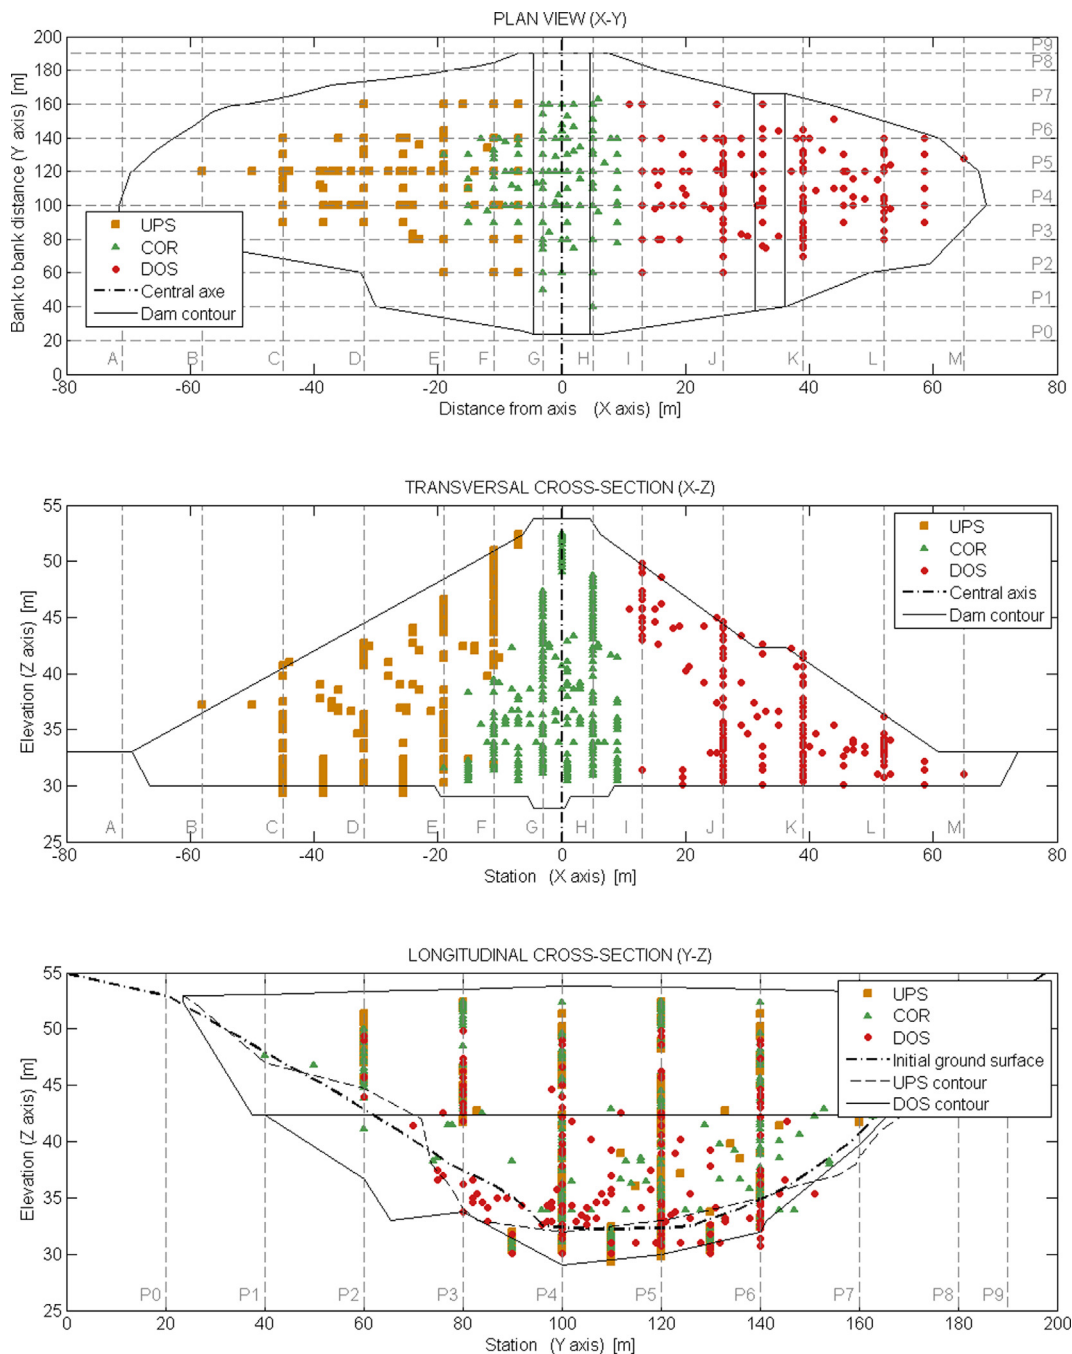 PLAN VIEW (X-Y)
Bank to bank distance (Y axis) [m]
200
180
160
140
120
100
80
60
40
20
0
P9
P8
P7
P6
P5
P4
P3
P2
P1
P0
UPS
COR
DOS
Central axe
Dam contour
A B C D E F G H I J K L M
-80 -60 -40 -20 0 20 40 60 80
Distance from axis (X axis) [m]
TRANSVERSAL CROSS-SECTION (X-Z)
Elevation (Z axis) [m]
55
50
45
40
35
30
25
UPS
COR
DOS
Central axis
Dam contour
A B C D E F G H I J K L M
-80 -60 -40 -20 0 20 40 60 80
Station (X axis) [m]
LONGITUDINAL CROSS-SECTION (Y-Z)
Elevation (Z axis) [m]
55
50
45
40
35
30
25
UPS
COR
DOS
Initial ground surface
UPS contour
DOS contour
P0 P1 P2 P3 P4 P5 P6 P7 P8 P9
0 20 40 60 80 100 120 140 160 180 200
Station (Y axis) [m]